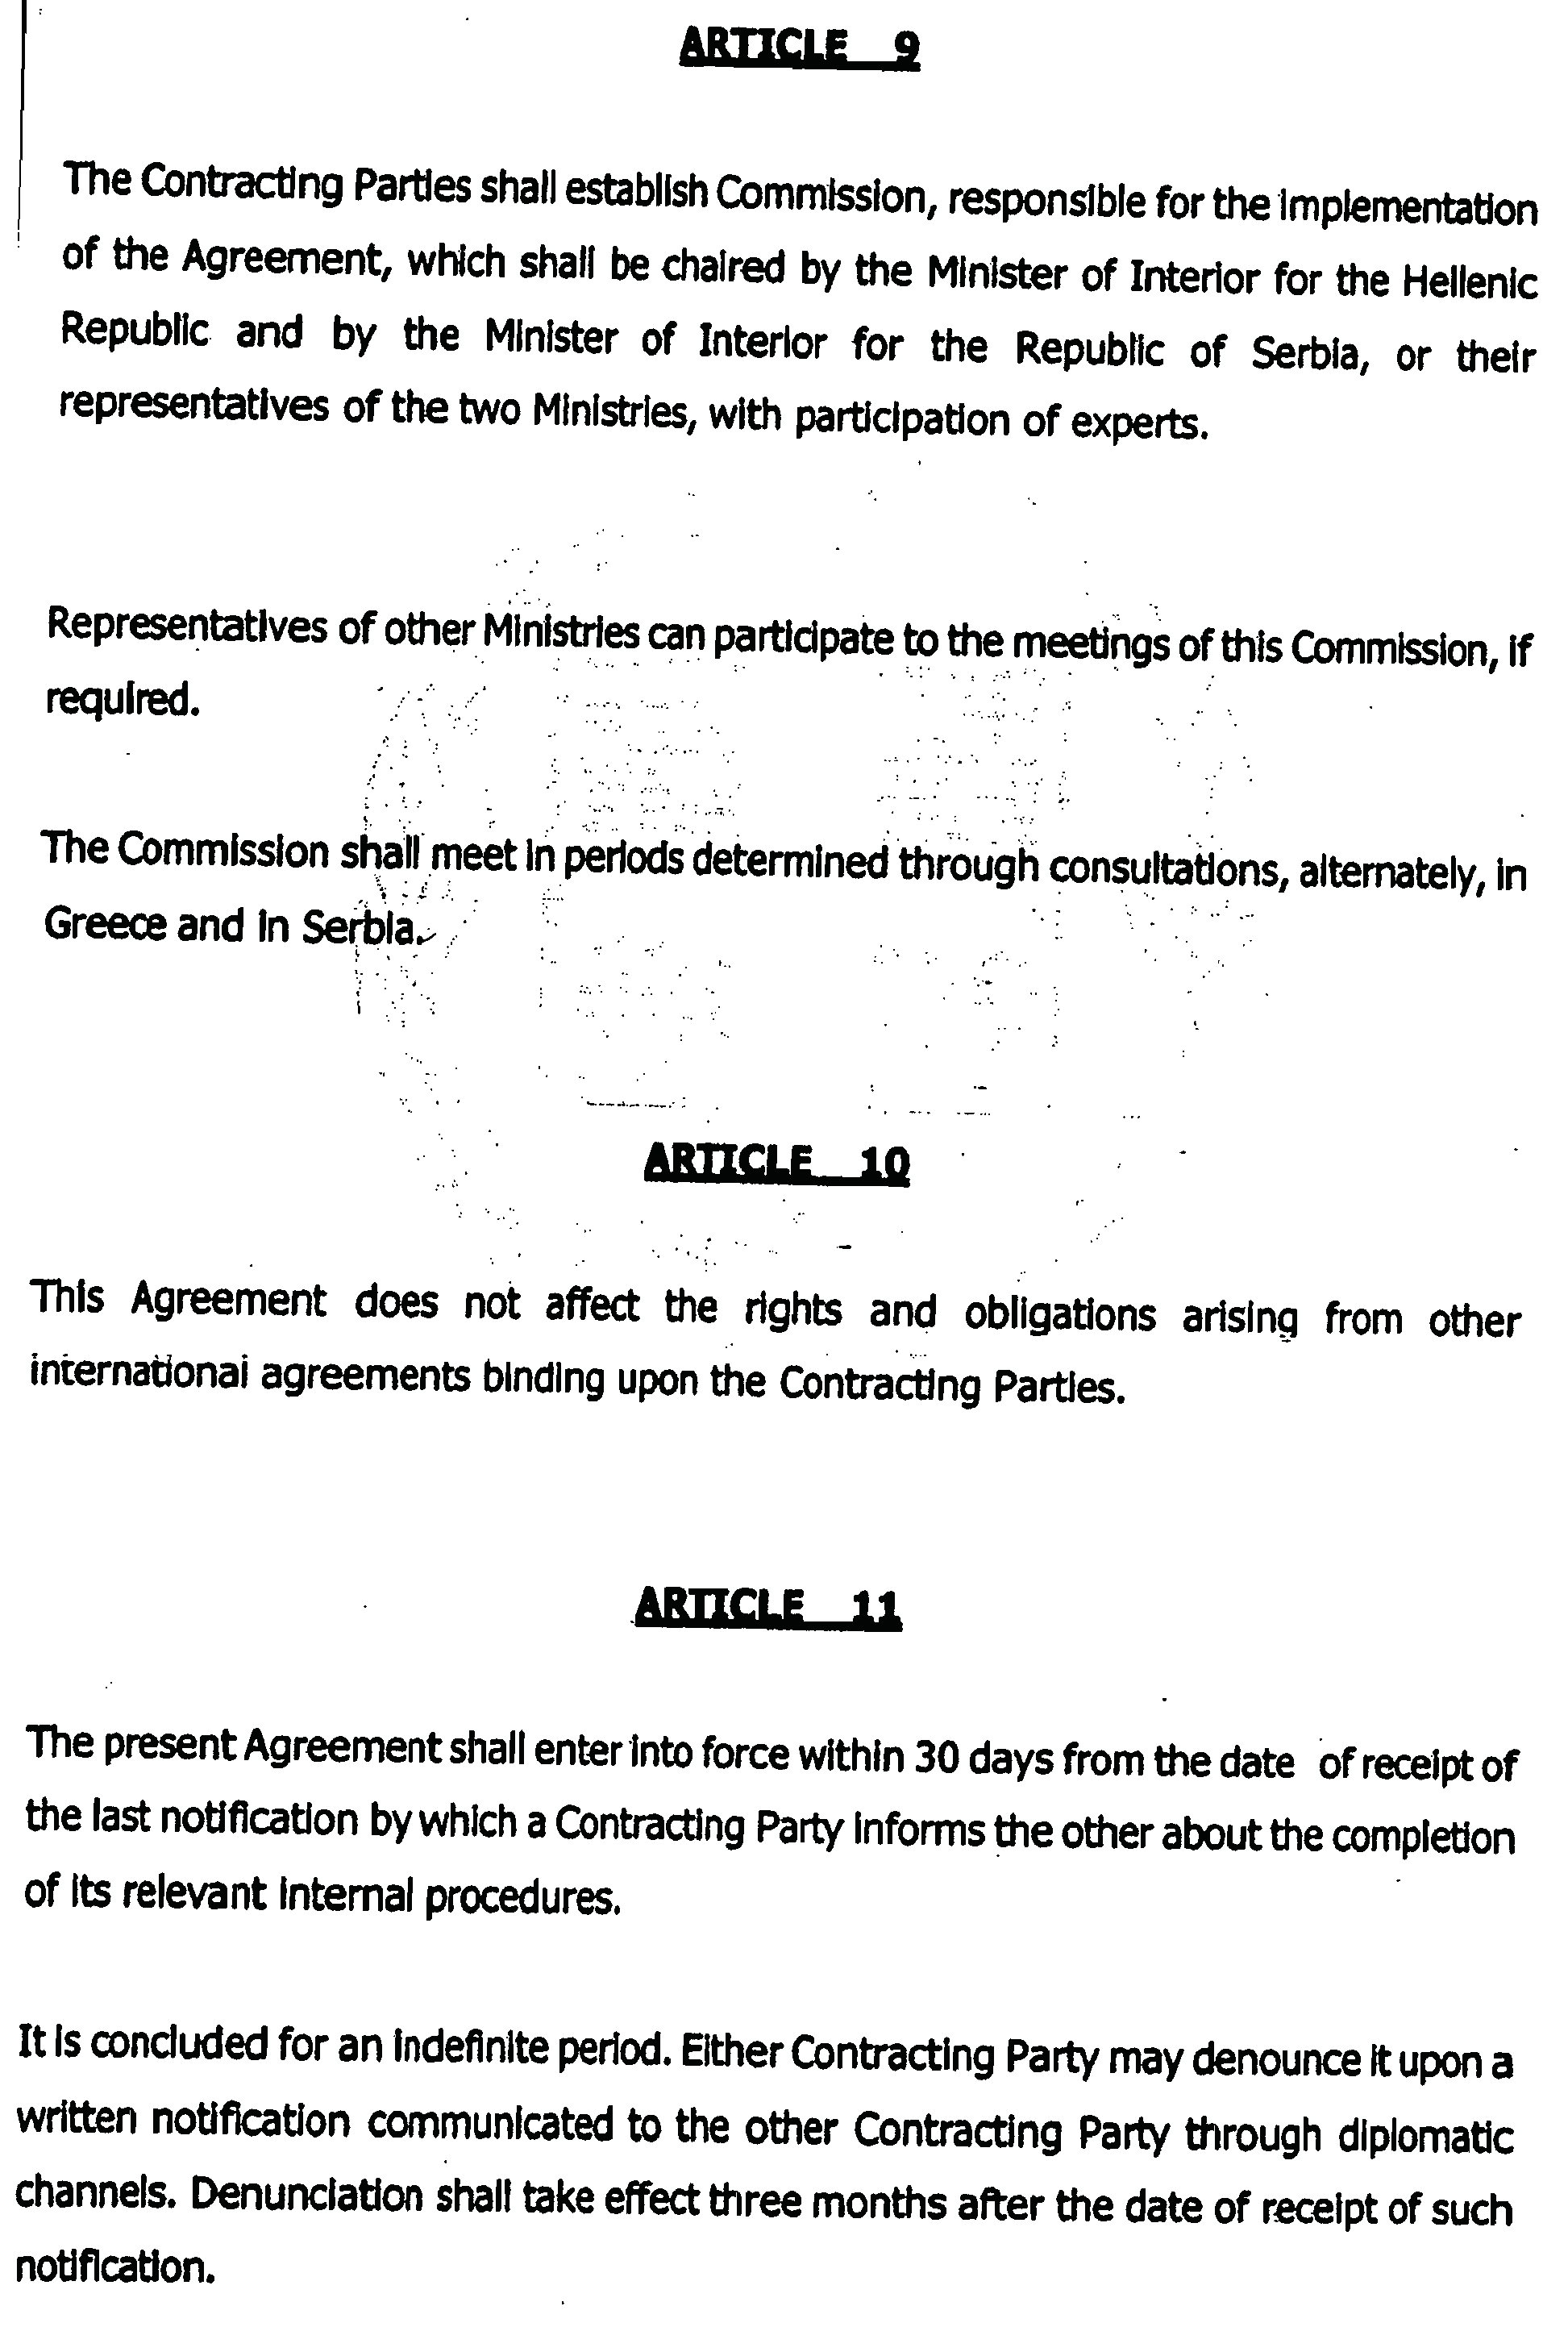 ARTICLE 9
The Contracting Parties shall establish Commission, responsible for the implementation
of the Agreement, which shall be chaired by the Minister of Interior for the Hellenic
Republic and by the Minister of Interior for the Republic of Serbia, or their
representatives of the two Ministries, with participation of experts.
Representatives of other Ministries can participate to the meetings of this Commission, if
required.
The Commission shall meet in periods determined through consultations, alternately, in
Greece and in Serbia.
ARTICLE 10
This Agreement does not affect the rights and obligations arising from other
international agreements binding upon the Contracting Parties.
ARTICLE 11
The present Agreement shall enter into force within 30 days from the date of receipt of
the last notification by which a Contracting Party informs the other about the completion
of its relevant internal procedures.
It is concluded for an indefinite period. Either Contracting Party may denounce it upon a
written notification communicated to the other Contracting Party through diplomatic
channels. Denunciation shall take effect three months after the date of receipt of such
notification.